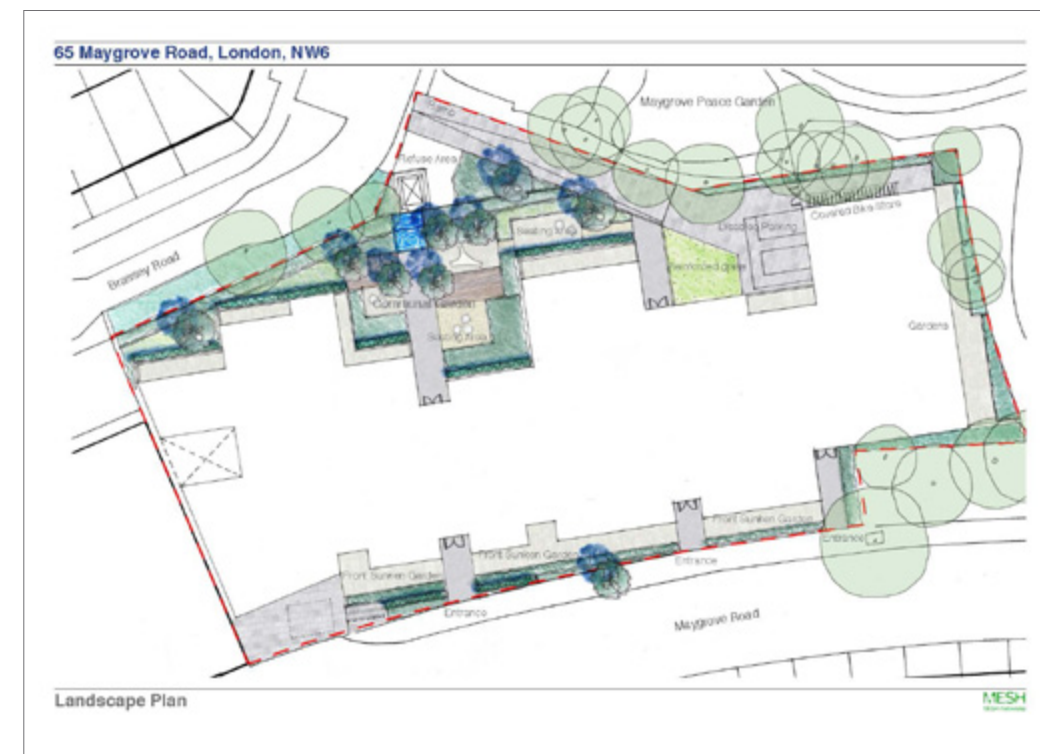 65 Maygrove Road, London, NW6
Maygrove Peace Garden
Ramp
Refuse Area
Covered Bike Store
Disabled Parking
Seating Area
Bramley Road
Communal Garden
Seating Area
Gardens
Front Sunken Garden
Entrance
Front Sunken Garden
Entrance
Front Sunken Garden
Entrance
Maygrove Road
Landscape Plan
MESH